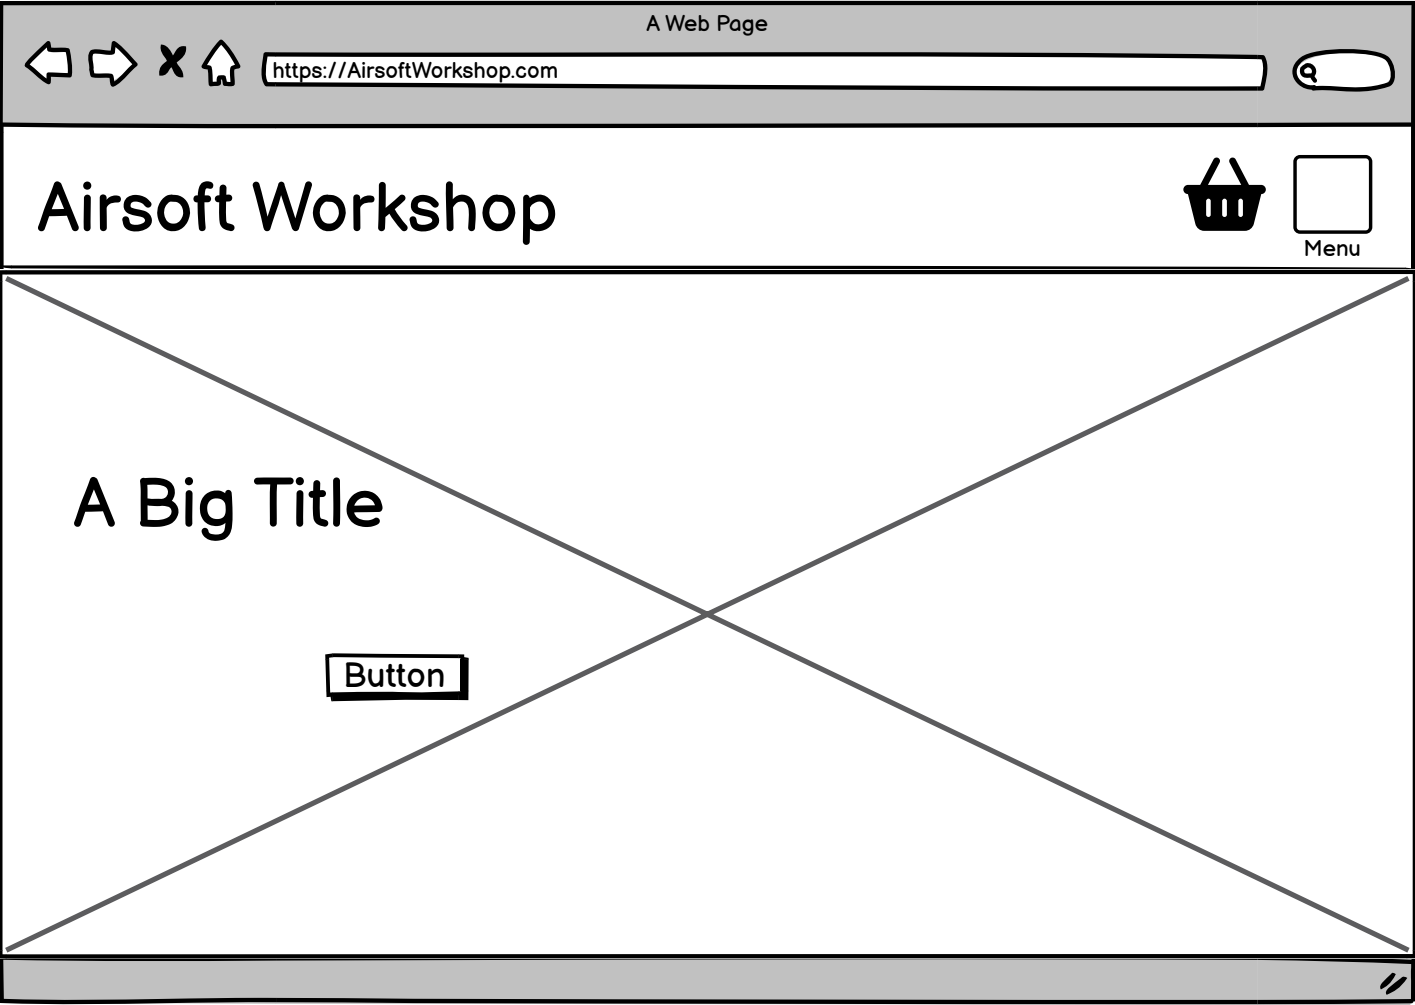 A Web Page
https://AirsoftWorkshop.com
Airsoft Workshop
Menu
A Big Title
Button